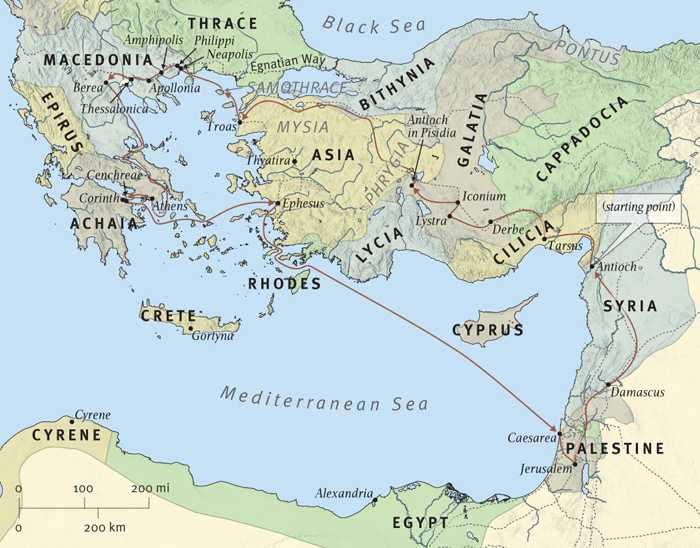 Black Sea
THRACE
Amphipolis
Philippi
Neapolis
MACEDONIA
Egnatian Way
PONTUS
Berea
Apollonia
SAMOTHRACE
BITHYNIA
Thessalonica
EPIRUS
Troas
MYSIA
Antioch
in Pisidia
GALATIA
CAPPADOCIA
Thyatira
ASIA
PHRYGIA
Cenchreae
Corinth
Athens
Ephesus
Iconium
(starting point)
ACHAIA
Lystra
Derbe
LYCIA
CILICIA
Tarsus
Antioch
RHODES
SYRIA
CRETE
Gortyna
CYPRUS
Mediterranean Sea
Damascus
Cyrene
CYRENE
Caesarea
PALESTINE
Jerusalem
0 100 200 mi
0 200 km
Alexandria
EGYPT